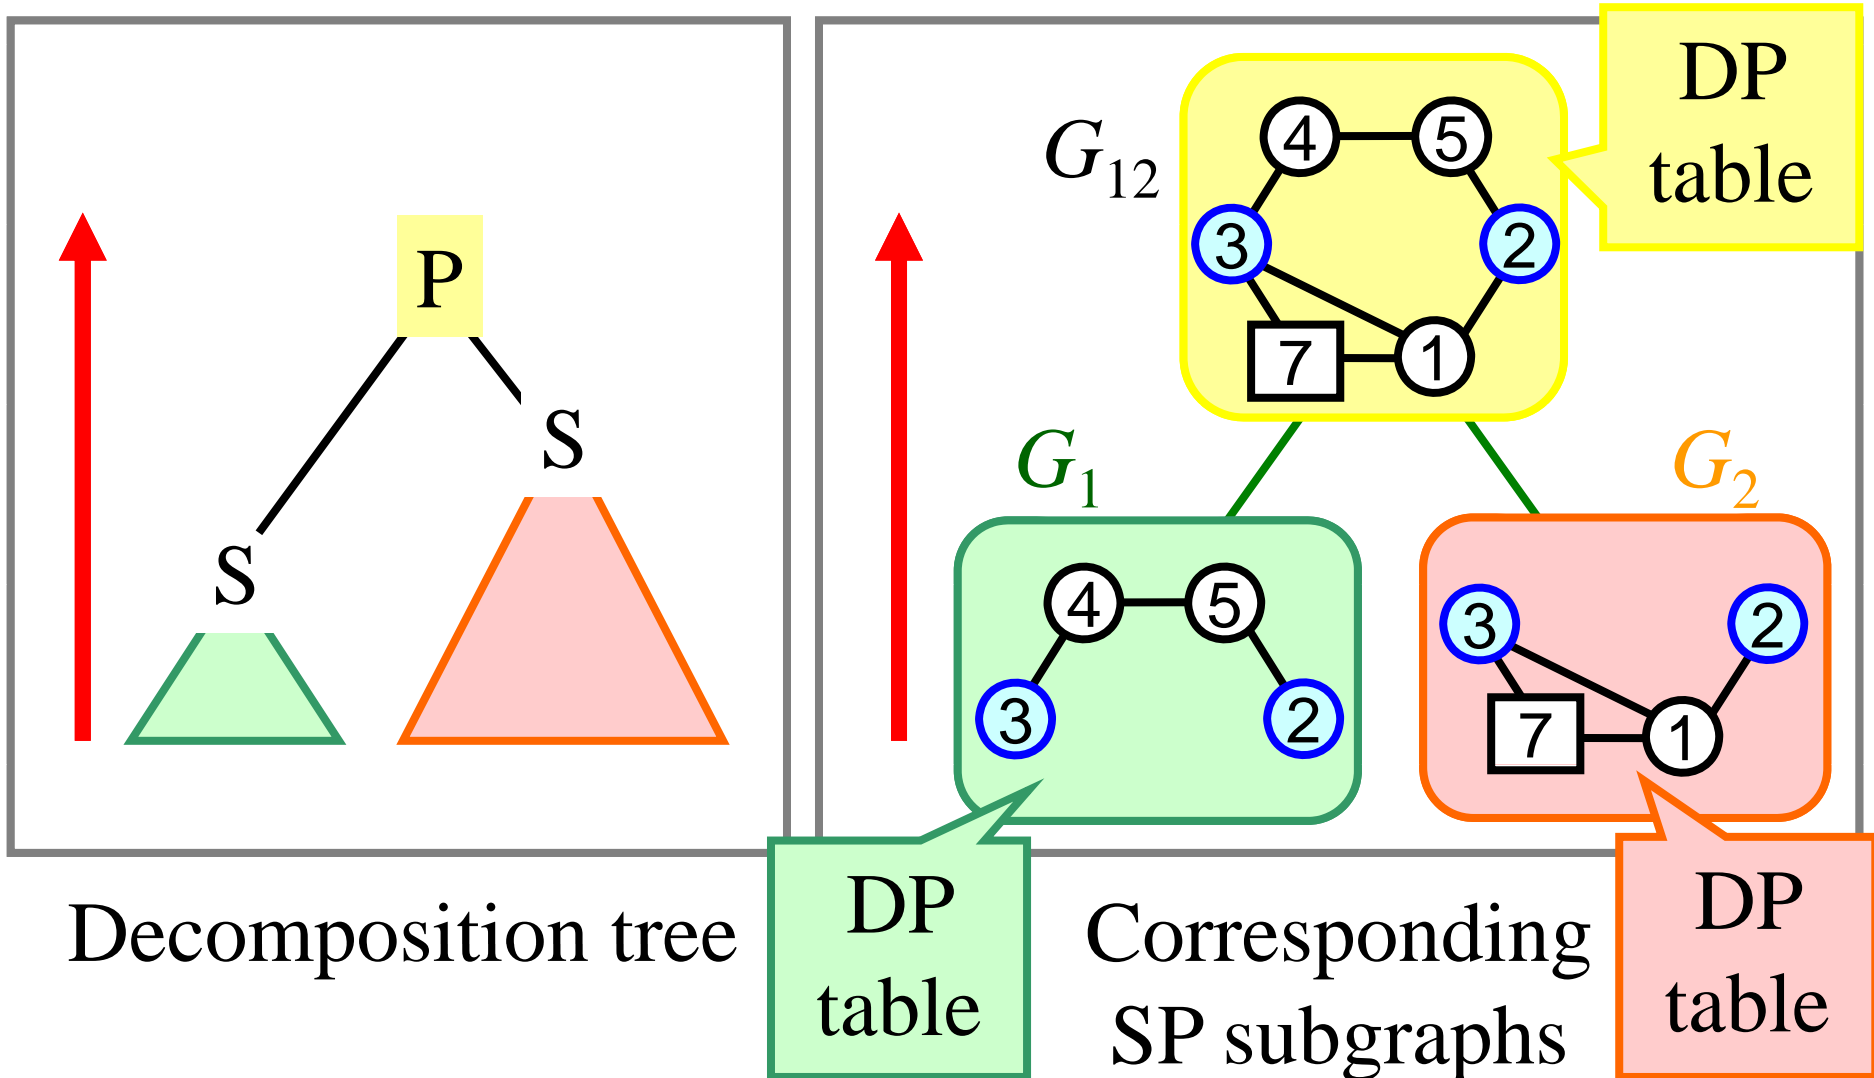 P
S
S
Decomposition tree
G12
4
5
3
2
7
1
DP
table
G1
4
5
3
2
DP
table
G2
3
2
7
1
DP
table
Corresponding
SP subgraphs